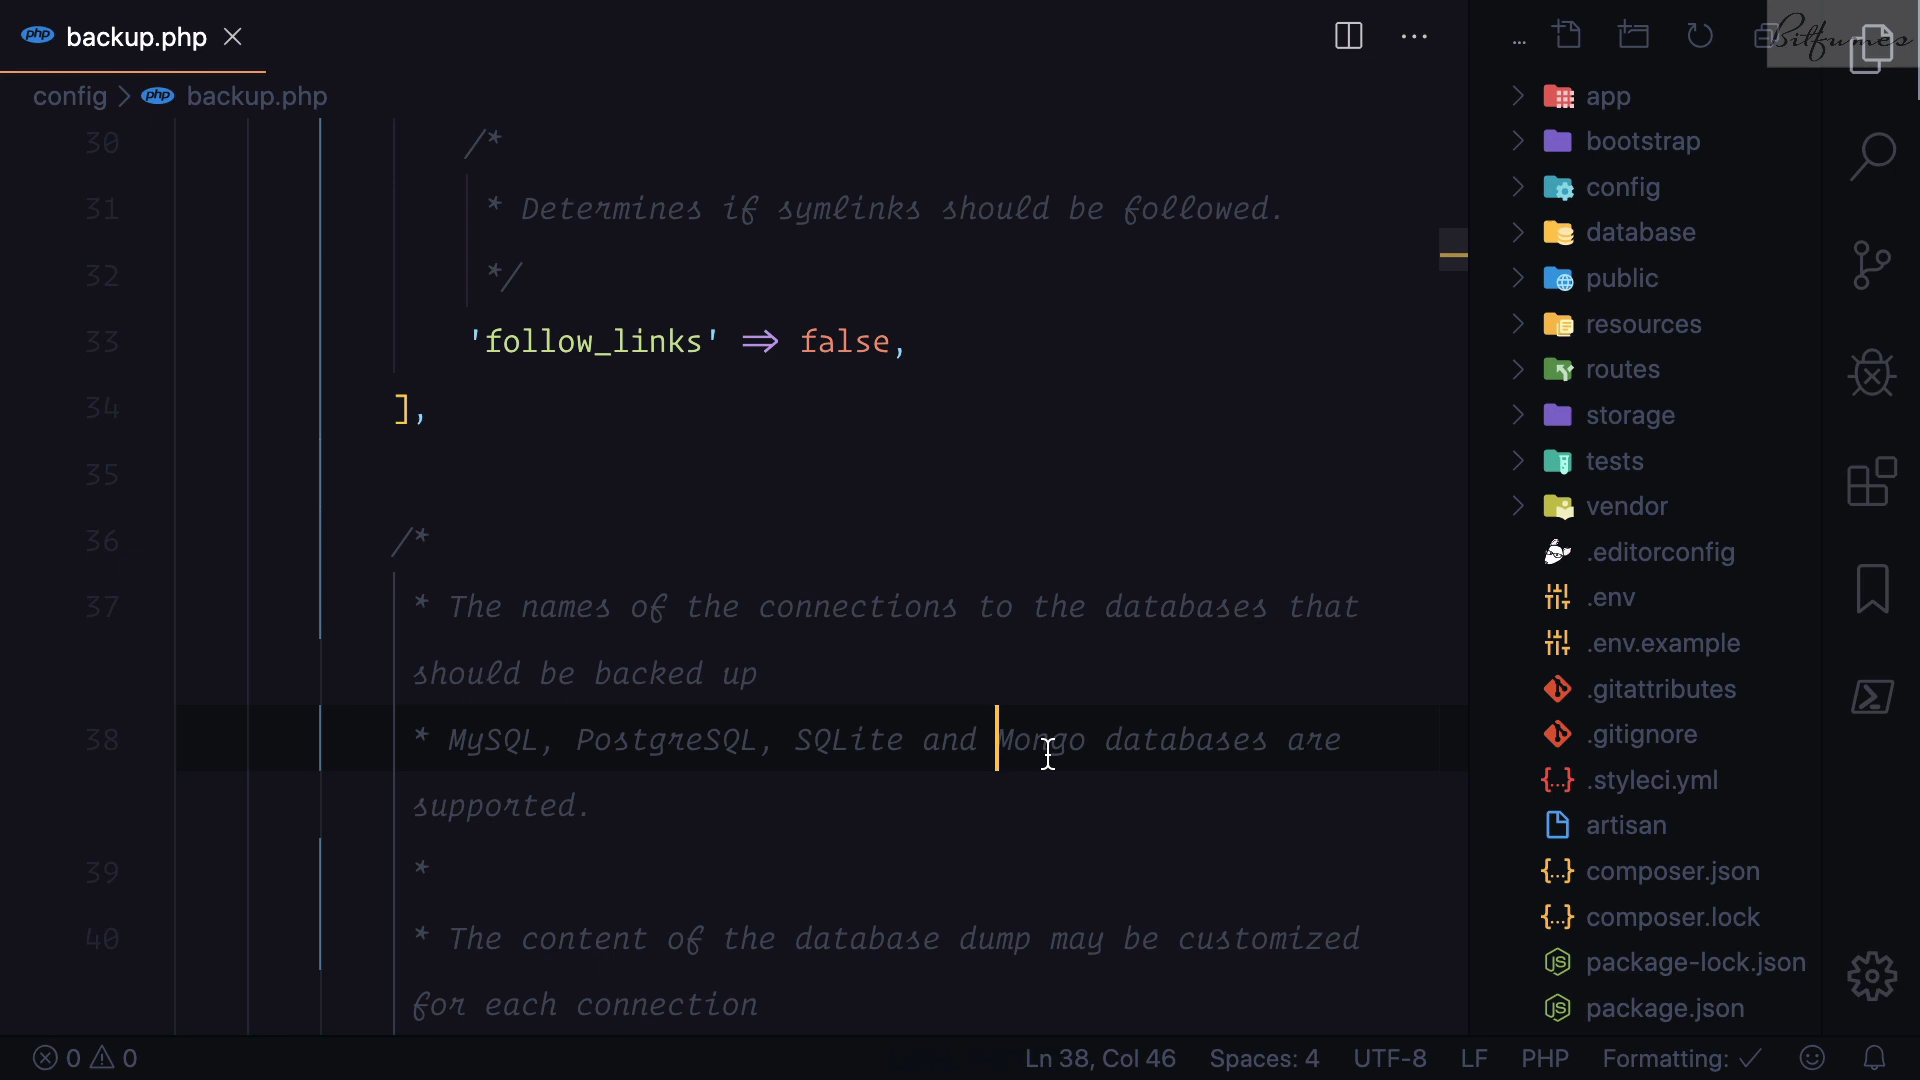 php backup.php
config > php backup.php
30 /*
31 * Determines if symlinks should be followed.
32 */
33 'follow_links' => false,
34 ],
35
36 /*
37 * The names of the connections to the databases that
should be backed up
38 * MySQL, PostgreSQL, SQLite and Mongo databases are
supported.
39 *
40 * The content of the database dump may be customized
for each connection
Bitfumes
app
bootstrap
config
database
public
resources
routes
storage
tests
vendor
.editorconfig
.env
.env.example
.gitattributes
.gitignore
.styleci.yml
artisan
composer.json
composer.lock
package-lock.json
package.json
0 0 Ln 38, Col 46 Spaces: 4 UTF-8 LF PHP Formatting: ✓